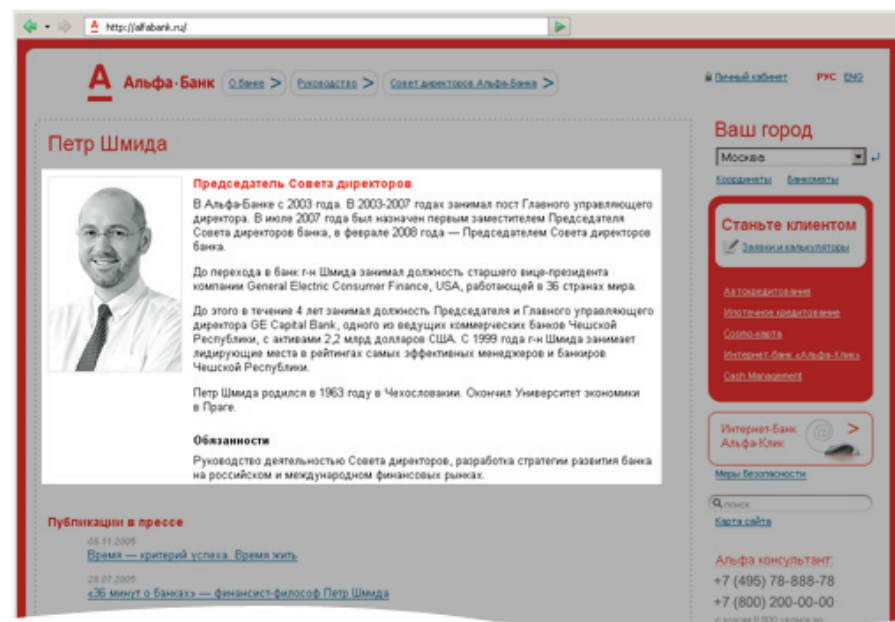 http://alfabank.ru/
А Альфа·Банк О банке > Руководство > Совет директоров Альфа-Банка >
Личный кабинет РУС ENG
Петр Шмида
Председатель Совета директоров
В Альфа-Банке с 2003 года. В 2003-2007 годах занимал пост Главного управляющего
директора. В июле 2007 года был назначен первым заместителем Председателя
Совета директоров банка, в феврале 2008 года — Председателем Совета директоров
банка.
До перехода в банк г-н Шмида занимал должность старшего вице-президента
компании General Electric Consumer Finance, USA, работающей в 36 странах мира.
До этого в течение 4 лет занимал должность Председателя и Главного управляющего
директора GE Capital Bank, одного из ведущих коммерческих банков Чешской
Республики, с активами 2,2 млрд долларов США. С 1999 года г-н Шмида занимает
лидирующие места в рейтингах самых эффективных менеджеров и банкиров
Чешской Республики.
Петр Шмида родился в 1963 году в Чехословакии. Окончил Университет экономики
в Праге.
Обязанности
Руководство деятельностью Совета директоров, разработка стратегии развития банка
на российском и международном финансовых рынках.
Публикации в прессе
08.11.2005
Время — критерий успеха. Время жить
28.07.2005
«36 минут о банках» — финансист-философ Петр Шмида
Ваш город
Москва
Координаты Банкоматы
Станьте клиентом
Заявки и калькуляторы
Автокредитование
Ипотечное кредитование
Cosmo-карта
Интернет-банк «Альфа-Клик»
Cash Management
Интернет-банк >
Альфа-Клик
Меры безопасности
поиск
Карта сайта
Альфа консультант:
+7 (495) 78-888-78
+7 (800) 200-00-00